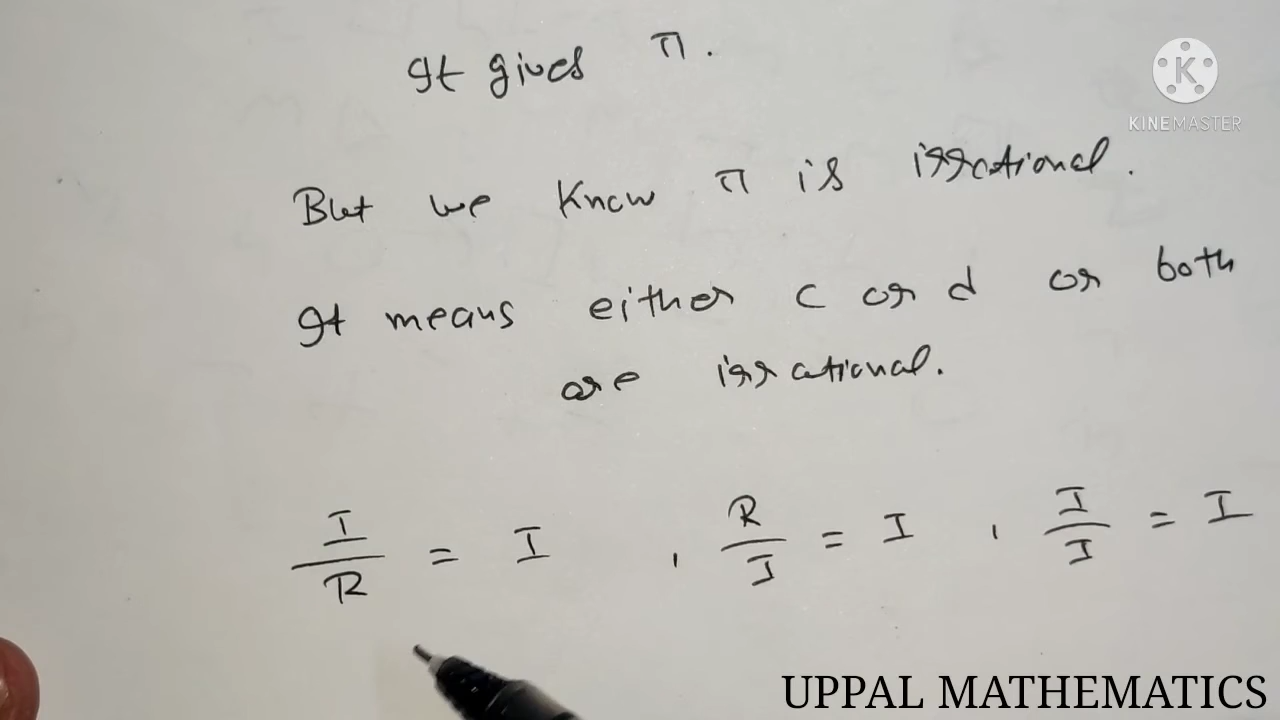 It gives π.
But we know π is irrational.
It means either c or d or both
are irrational.
I/R = I , R/I = I , I/I = I
KINEMASTER
UPPAL MATHEMATICS